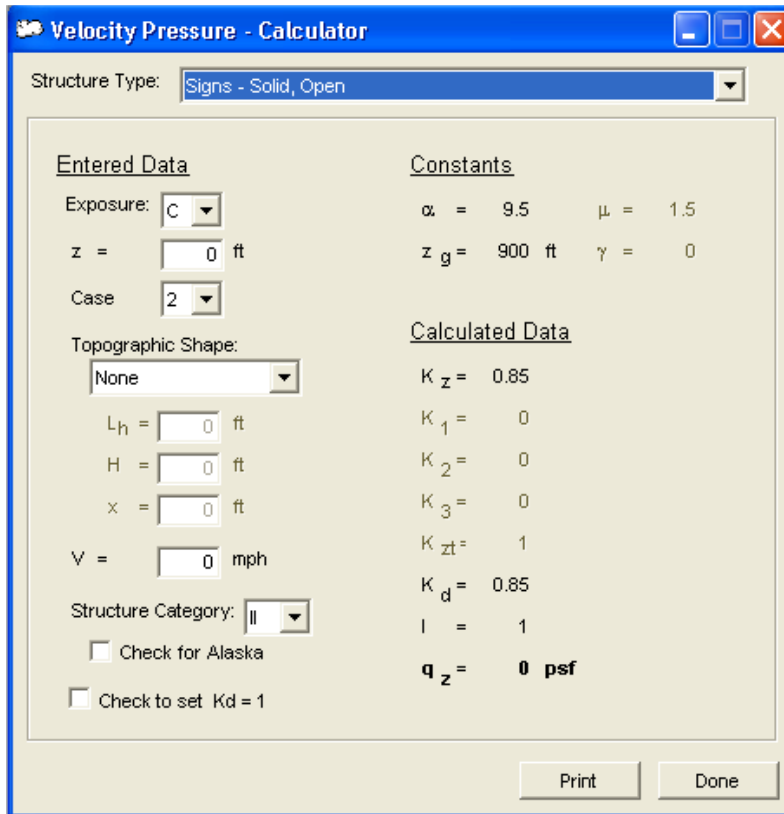 Velocity Pressure - Calculator
Structure Type: Signs - Solid, Open
Entered Data
Exposure: C
z = 0 ft
Case 2
Topographic Shape:
None
Lh = 0 ft
H = 0 ft
x = 0 ft
V = 0 mph
Structure Category: II
Check for Alaska
Check to set Kd = 1
Constants
α = 9.5 μ = 1.5
z g = 900 ft γ = 0
Calculated Data
K z = 0.85
K 1 = 0
K 2 = 0
K 3 = 0
K zt = 1
K d = 0.85
I = 1
q z = 0 psf
Print Done